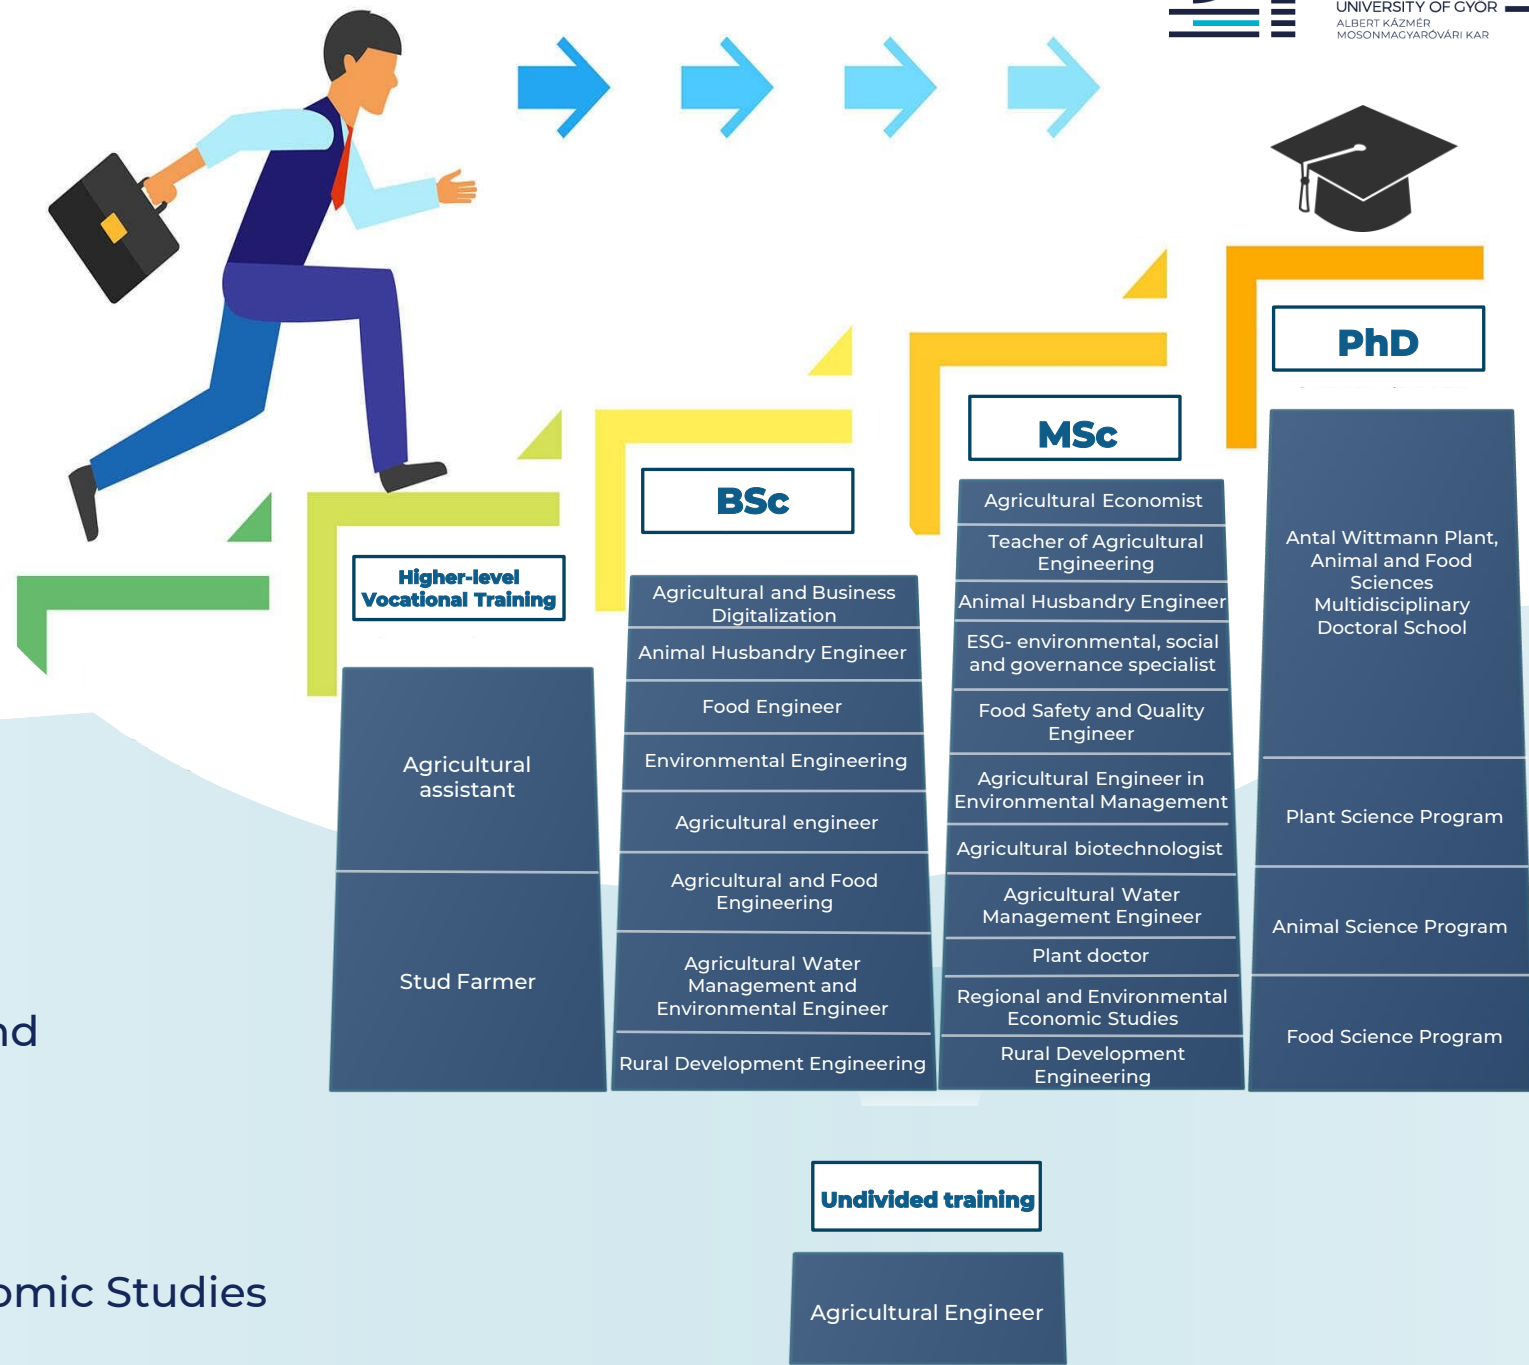 UNIVERSITY OF GYŐR
ALBERT KÁZMÉR
MOSONMAGYARÓVÁRI KAR
PhD
MSc
BSc
Higher-level
Vocational Training
Agricultural
assistant
Stud Farmer
Agricultural and Business
Digitalization
Animal Husbandry Engineer
Food Engineer
Environmental Engineering
Agricultural engineer
Agricultural and Food
Engineering
Agricultural Water
Management and
Environmental Engineer
Rural Development Engineering
Agricultural Economist
Teacher of Agricultural
Engineering
Animal Husbandry Engineer
ESG- environmental, social
and governance specialist
Food Safety and Quality
Engineer
Agricultural Engineer in
Environmental Management
Agricultural biotechnologist
Agricultural Water
Management Engineer
Plant doctor
Regional and Environmental
Economic Studies
Rural Development
Engineering
Antal Wittmann Plant,
Animal and Food
Sciences
Multidisciplinary
Doctoral School
Plant Science Program
Animal Science Program
Food Science Program
nd
omic Studies
Undivided training
Agricultural Engineer